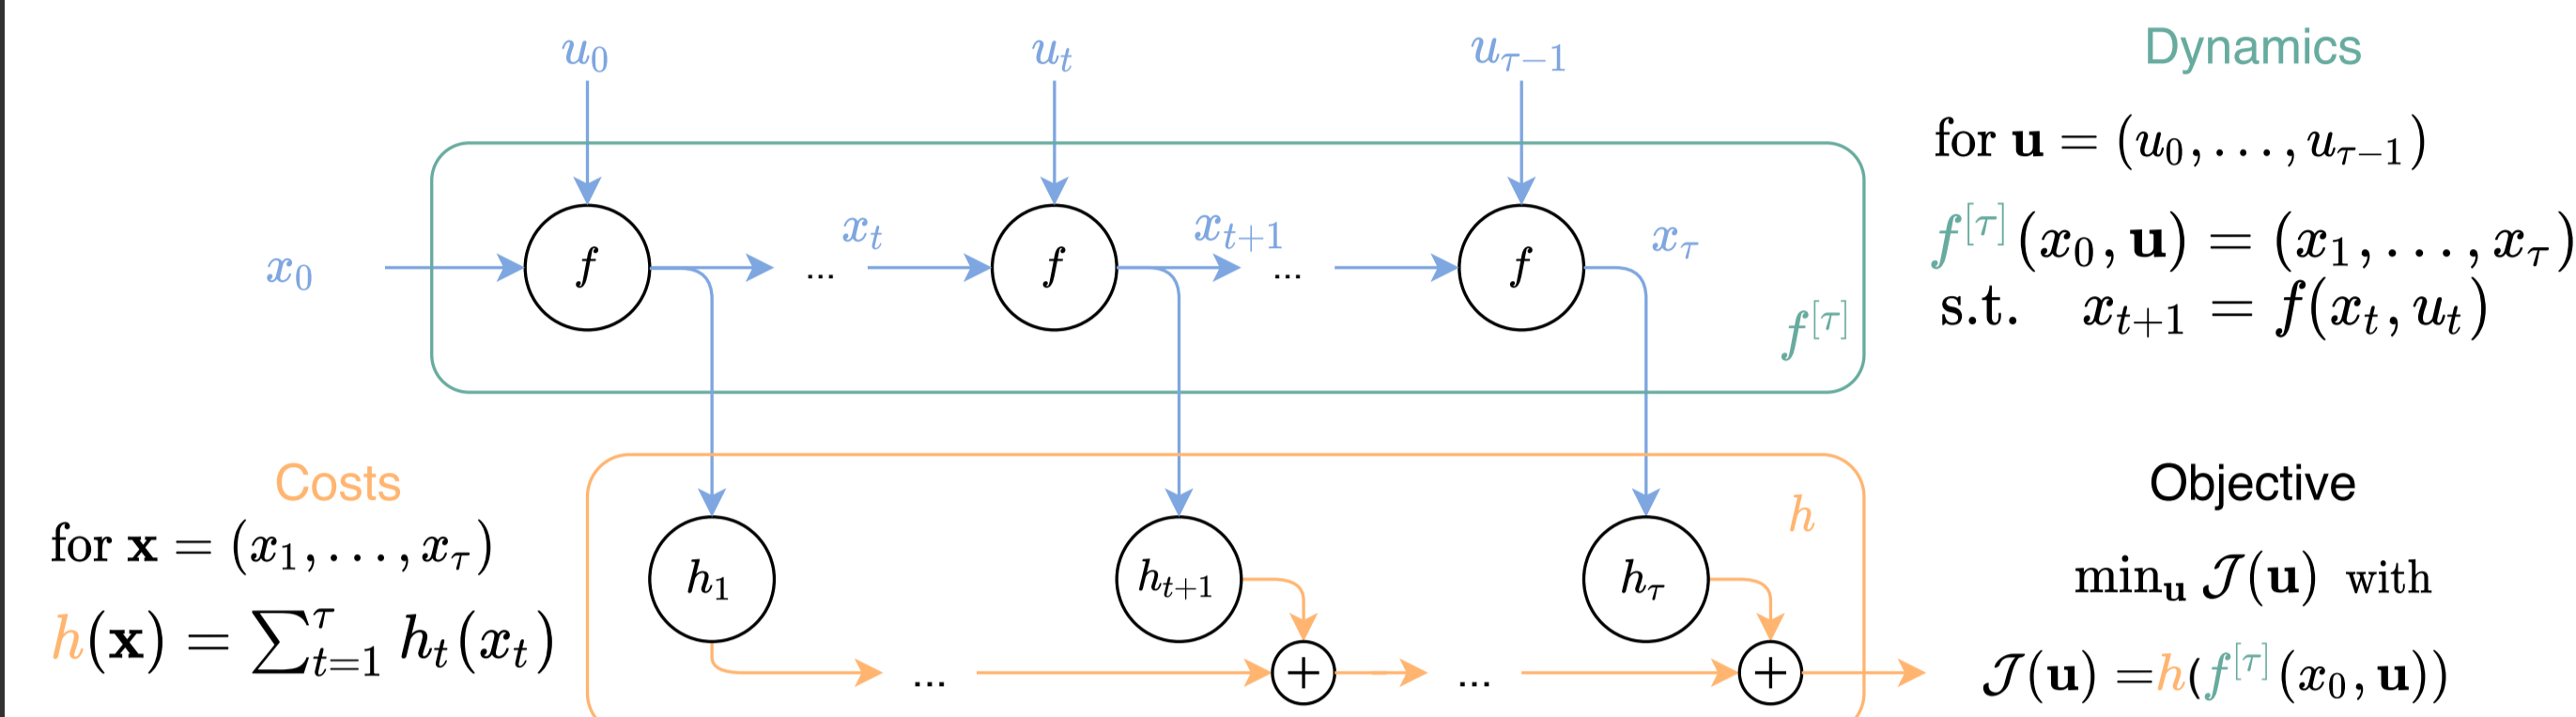 u_0 u_t u_{τ−1}
Dynamics
for **u** = (u_0, . . . , u_{τ−1})
x_0 f ... x_t f x_{t+1} ... f x_τ
f^{[τ]}
f^{[τ]}(x_0, **u**) = (x_1, . . . , x_τ)
s.t. x_{t+1} = f(x_t, u_t)
Costs
for **x** = (x_1, . . . , x_τ)
h(**x**) = ∑_{t=1}^{τ} h_t(x_t)
h
h_1 h_{t+1} h_τ
... + ... +
Objective
min_**u** 𝒥(**u**) with
𝒥(**u**) =h(f^{[τ]}(x_0, **u**))